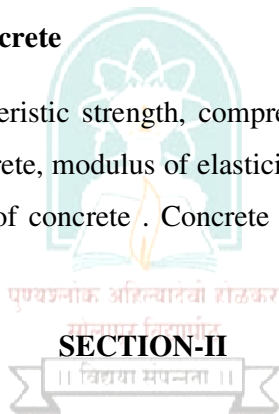 crete
eristic strength, compre
rete, modulus of elastici
of concrete . Concrete
पुण्यश्लोक अहिल्यादेवी होळकर
सोलापूर विद्यापीठ
SECTION-II
।। विद्यया संपन्नता ।।